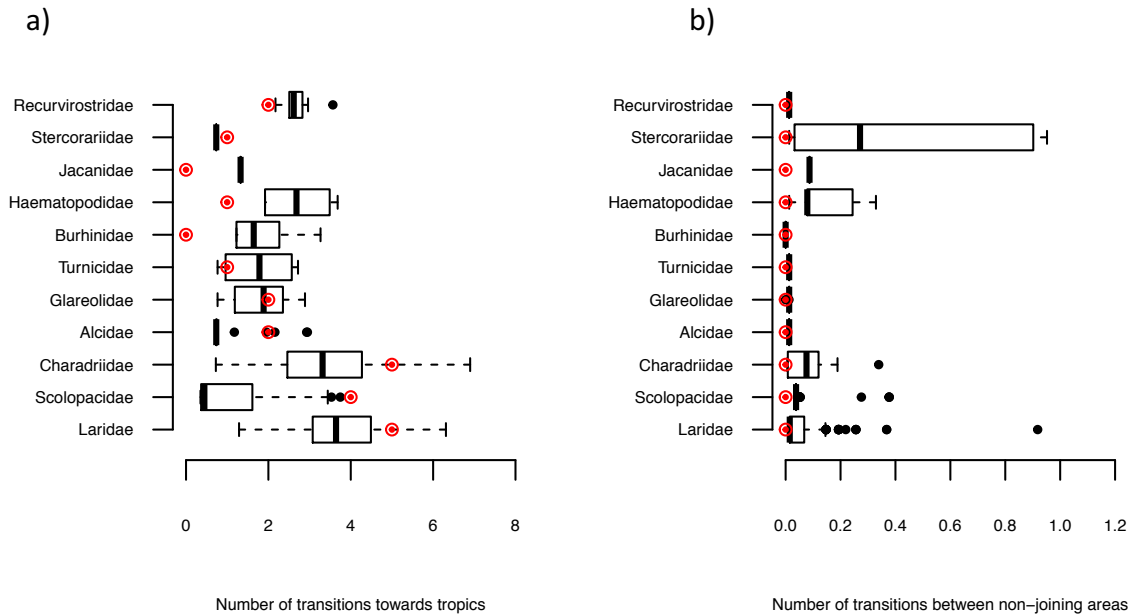 a)
Recurvirostridae
Stercorariidae
Jacanidae
Haematopodidae
Burhinidae
Turnicidae
Glareolidae
Alcidae
Charadriidae
Scolopacidae
Laridae
0 2 4 6 8
Number of transitions towards tropics
b)
Recurvirostridae
Stercorariidae
Jacanidae
Haematopodidae
Burhinidae
Turnicidae
Glareolidae
Alcidae
Charadriidae
Scolopacidae
Laridae
0.0 0.2 0.4 0.6 0.8 1.0 1.2
Number of transitions between non−joining areas